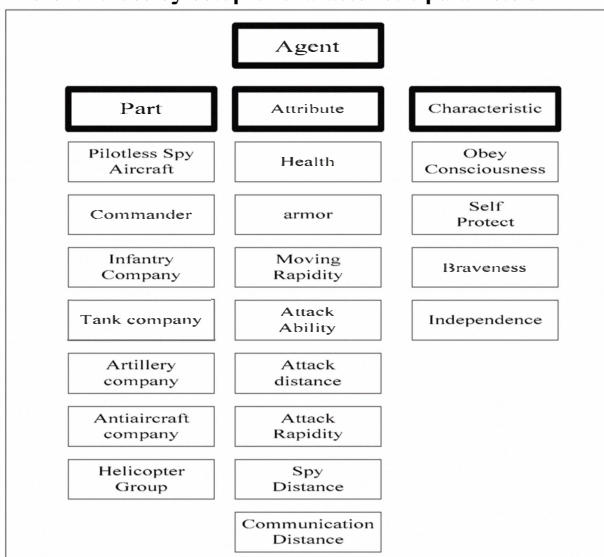 Agent
Part
Attribute
Characteristic
Pilotless Spy
Aircraft
Health
Obey
Consciousness
Commander
armor
Self
Protect
Infantry
Company
Moving
Rapidity
Braveness
Tank company
Attack
Ability
Independence
Artillery
company
Attack
distance
Antiaircraft
company
Attack
Rapidity
Helicopter
Group
Spy
Distance
Communication
Distance